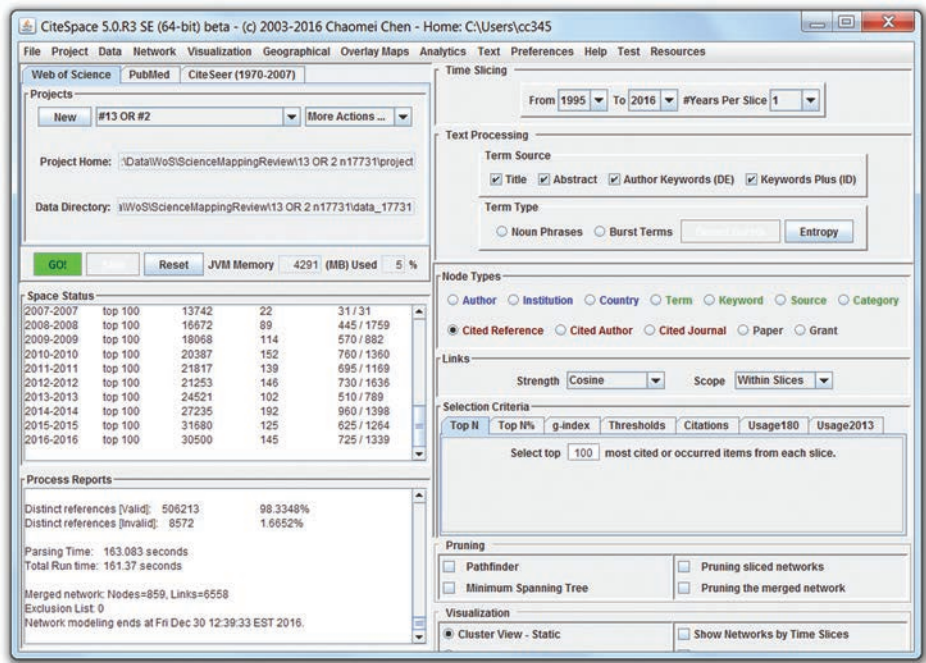 CiteSpace 5.0.R3 SE (64-bit) beta - (c) 2003-2016 Chaomei Chen - Home: C:\Users\cc345
File Project Data Network Visualization Geographical Overlay Maps Analytics Text Preferences Help Test Resources
Web of Science PubMed CiteSeer (1970-2007)
Projects
New #13 OR #2 More Actions ...
Project Home: :\Data\WoS\ScienceMappingReview\13 OR 2 n17731\project
Data Directory: \WoS\ScienceMappingReview\13 OR 2 n17731\data_17731
GO! Reset JVM Memory 4291 (MB) Used 5 %
Space Status
2007-2007 top 100 13742 22 31 / 31
2008-2008 top 100 16672 89 445 / 1759
2009-2009 top 100 18068 114 570 / 882
2010-2010 top 100 20387 152 760 / 1360
2011-2011 top 100 21817 139 695 / 1169
2012-2012 top 100 21253 146 730 / 1636
2013-2013 top 100 24521 102 510 / 789
2014-2014 top 100 27235 192 960 / 1398
2015-2015 top 100 31680 125 625 / 1264
2016-2016 top 100 30500 145 725 / 1339
Process Reports
Distinct references [Valid]: 506213 98.3348%
Distinct references [Invalid]: 8572 1.6652%
Parsing Time: 163.083 seconds
Total Run time: 161.37 seconds
Merged network: Nodes=859, Links=6558
Exclusion List: 0
Network modeling ends at Fri Dec 30 12:39:33 EST 2016.
Time Slicing
From 1995 To 2016 #Years Per Slice 1
Text Processing
Term Source
Title Abstract Author Keywords (DE) Keywords Plus (ID)
Term Type
Noun Phrases Burst Terms Entropy
Node Types
Author Institution Country Term Keyword Source Category
Cited Reference Cited Author Cited Journal Paper Grant
Links
Strength Cosine Scope Within Slices
Selection Criteria
Top N Top N% g-index Thresholds Citations Usage180 Usage2013
Select top 100 most cited or occurred items from each slice.
Pruning
Pathfinder Pruning sliced networks
Minimum Spanning Tree Pruning the merged network
Visualization
Cluster View - Static Show Networks by Time Slices